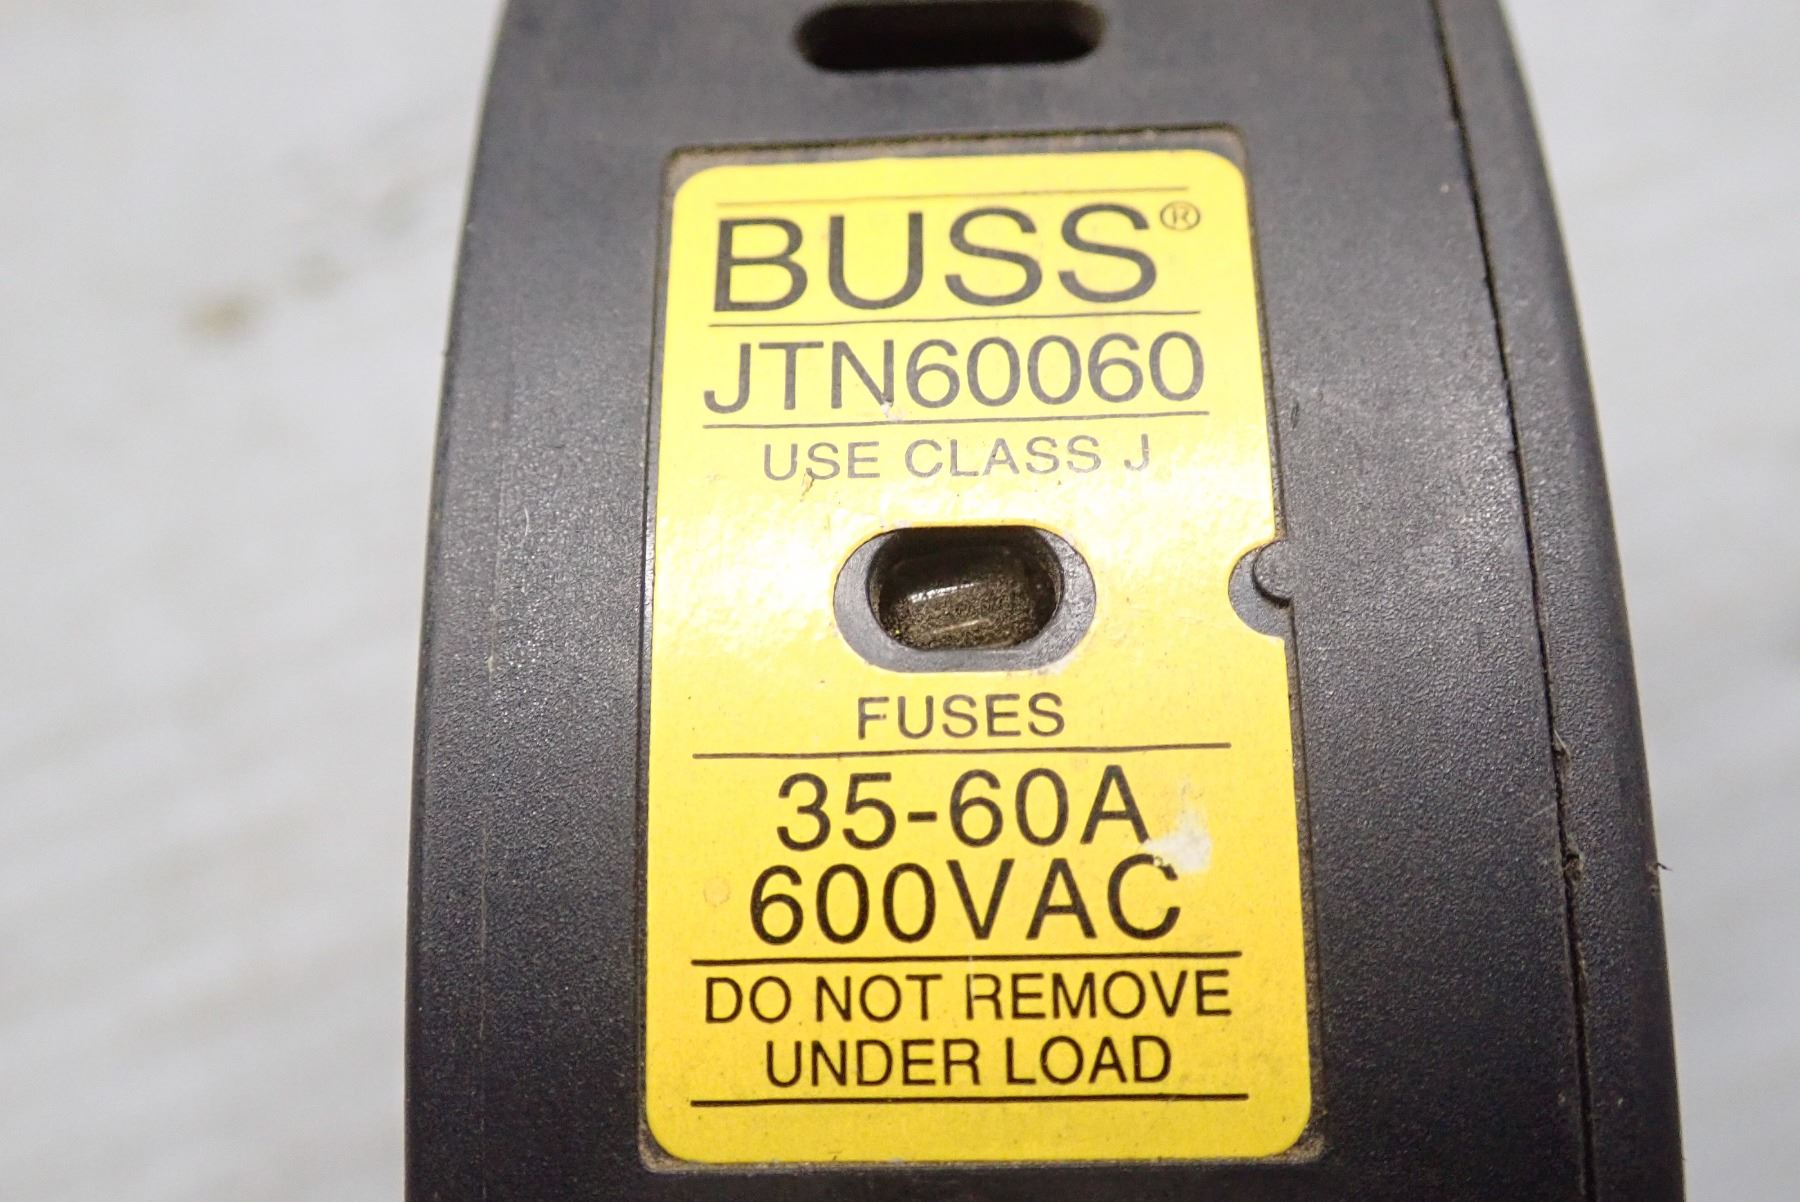 BUSS®
JTN60060
USE CLASS J
FUSES
35-60A
600VAC
DO NOT REMOVE
UNDER LOAD